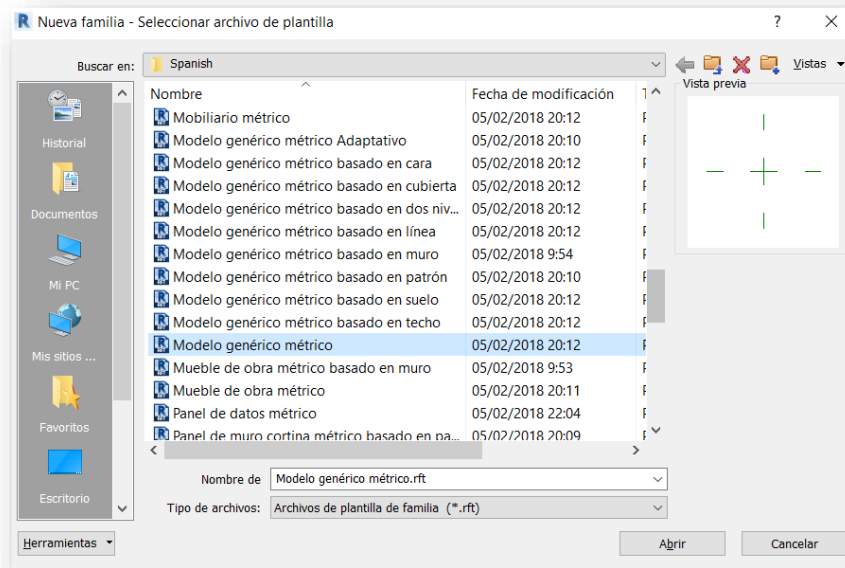 Nueva familia - Seleccionar archivo de plantilla
Buscar en: Spanish Vistas
Nombre Fecha de modificación
Vista previa
Mobiliario métrico 05/02/2018 20:12
Modelo genérico métrico Adaptativo 05/02/2018 20:10
Modelo genérico métrico basado en cara 05/02/2018 20:12
Modelo genérico métrico basado en cubierta 05/02/2018 20:12
Modelo genérico métrico basado en dos niv... 05/02/2018 20:12
Modelo genérico métrico basado en línea 05/02/2018 20:12
Modelo genérico métrico basado en muro 05/02/2018 9:54
Modelo genérico métrico basado en patrón 05/02/2018 20:10
Modelo genérico métrico basado en suelo 05/02/2018 20:12
Modelo genérico métrico basado en techo 05/02/2018 20:12
Modelo genérico métrico 05/02/2018 20:12
Mueble de obra métrico basado en muro 05/02/2018 9:53
Mueble de obra métrico 05/02/2018 20:11
Panel de datos métrico 05/02/2018 22:04
Panel de muro cortina métrico basado en pa... 05/02/2018 20:09
Historial
Documentos
Mi PC
Mis sitios ...
Favoritos
Escritorio
Nombre de Modelo genérico métrico.rft
Tipo de archivos: Archivos de plantilla de familia (*.rft)
Herramientas
Abrir
Cancelar